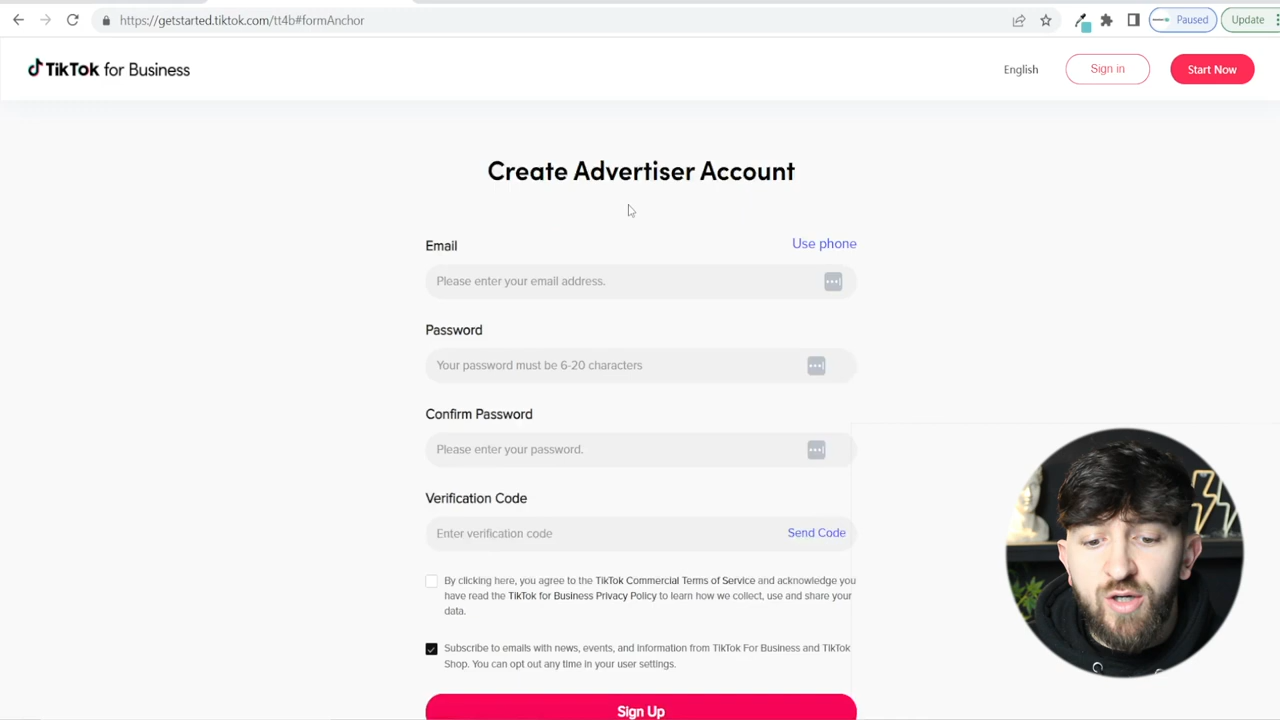 https://getstarted.tiktok.com/tt4b#formAnchor
Paused
Update
TikTok for Business
English
Sign in
Start Now
Create Advertiser Account
Email
Use phone
Please enter your email address.
Password
Your password must be 6-20 characters
Confirm Password
Please enter your password.
Verification Code
Enter verification code
Send Code
By clicking here, you agree to the TikTok Commercial Terms of Service and acknowledge you
have read the TikTok for Business Privacy Policy to learn how we collect, use and share your
data.
Subscribe to emails with news, events, and information from TikTok For Business and TikTok
Shop. You can opt out any time in your user settings.
Sign Up